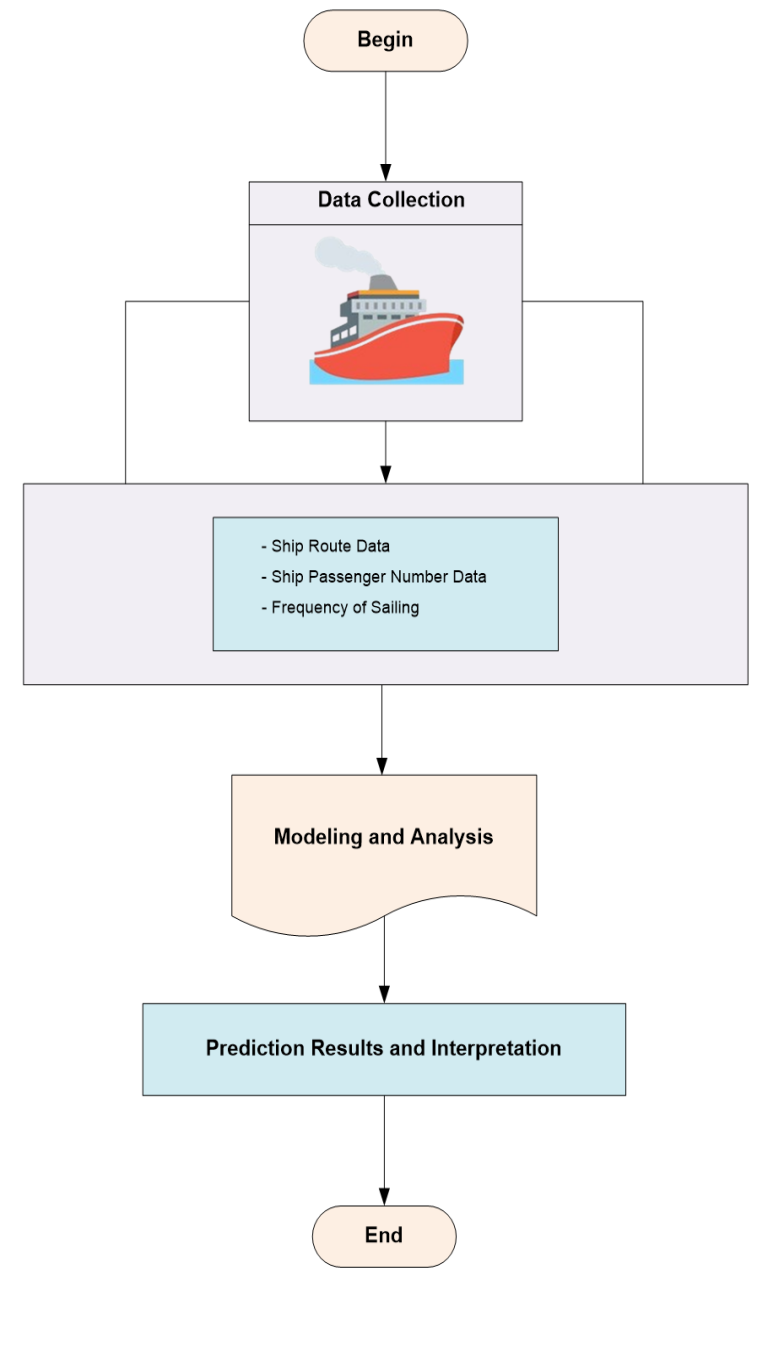 Begin
Data Collection
- Ship Route Data
- Ship Passenger Number Data
- Frequency of Sailing
Modeling and Analysis
Prediction Results and Interpretation
End